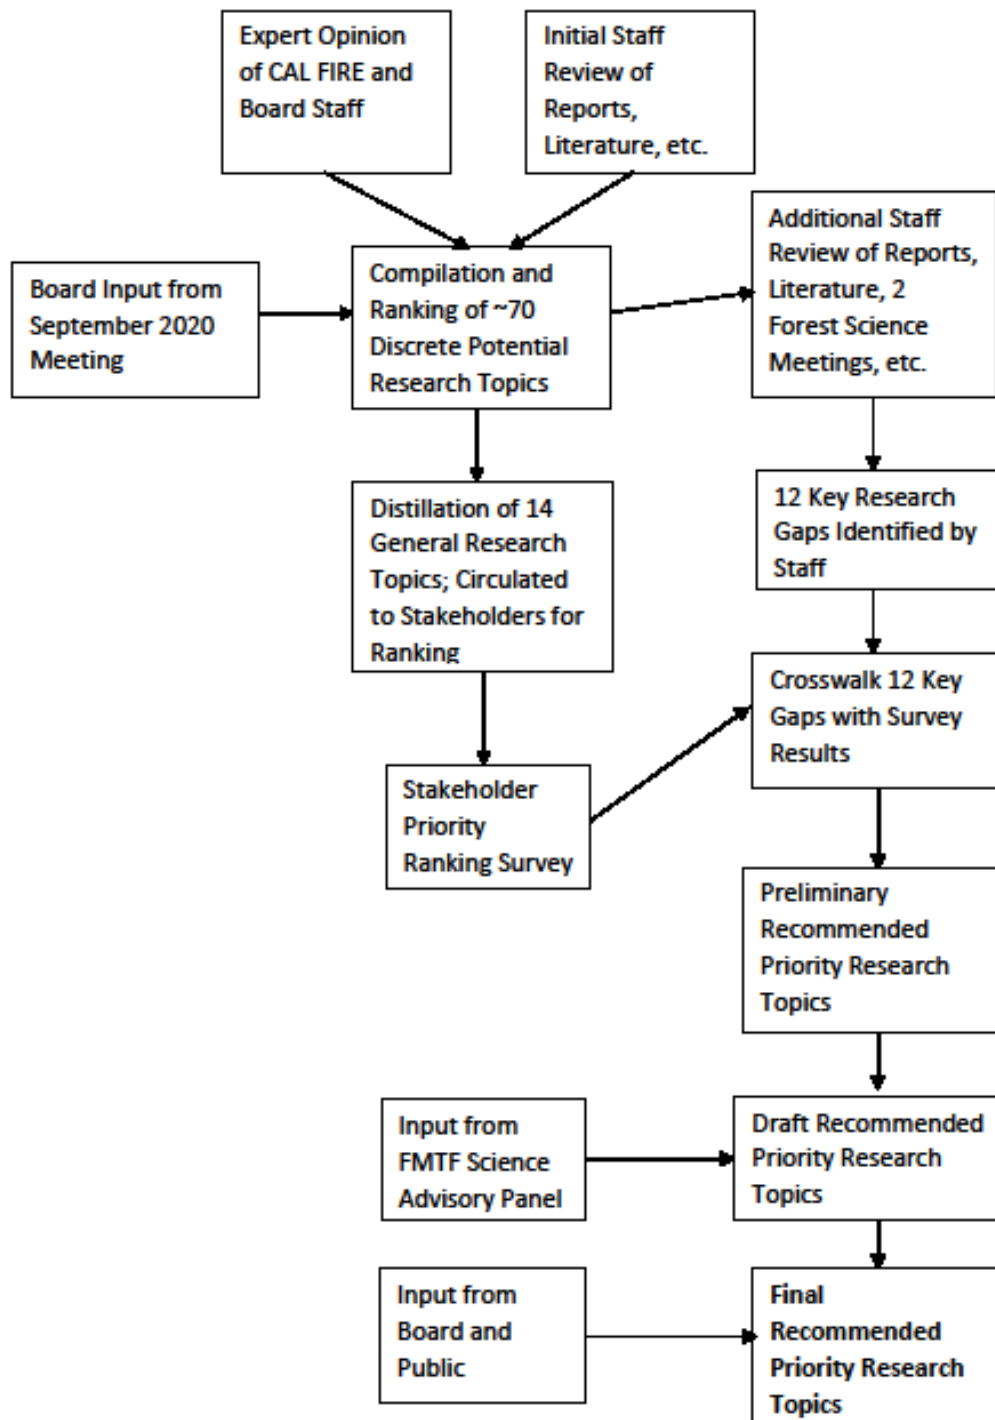 Expert Opinion
of CAL FIRE and
Board Staff
Initial Staff
Review of
Reports,
Literature, etc.
Additional Staff
Review of Reports,
Literature, 2
Forest Science
Meetings, etc.
Board Input from
September 2020
Meeting
Compilation and
Ranking of ~70
Discrete Potential
Research Topics
Distillation of 14
General Research
Topics; Circulated
to Stakeholders for
Ranking
12 Key Research
Gaps Identified by
Staff
Crosswalk 12 Key
Gaps with Survey
Results
Stakeholder
Priority
Ranking Survey
Preliminary
Recommended
Priority Research
Topics
Input from
FMTF Science
Advisory Panel
Draft Recommended
Priority Research
Topics
Input from
Board and
Public
Final
Recommended
Priority Research
Topics